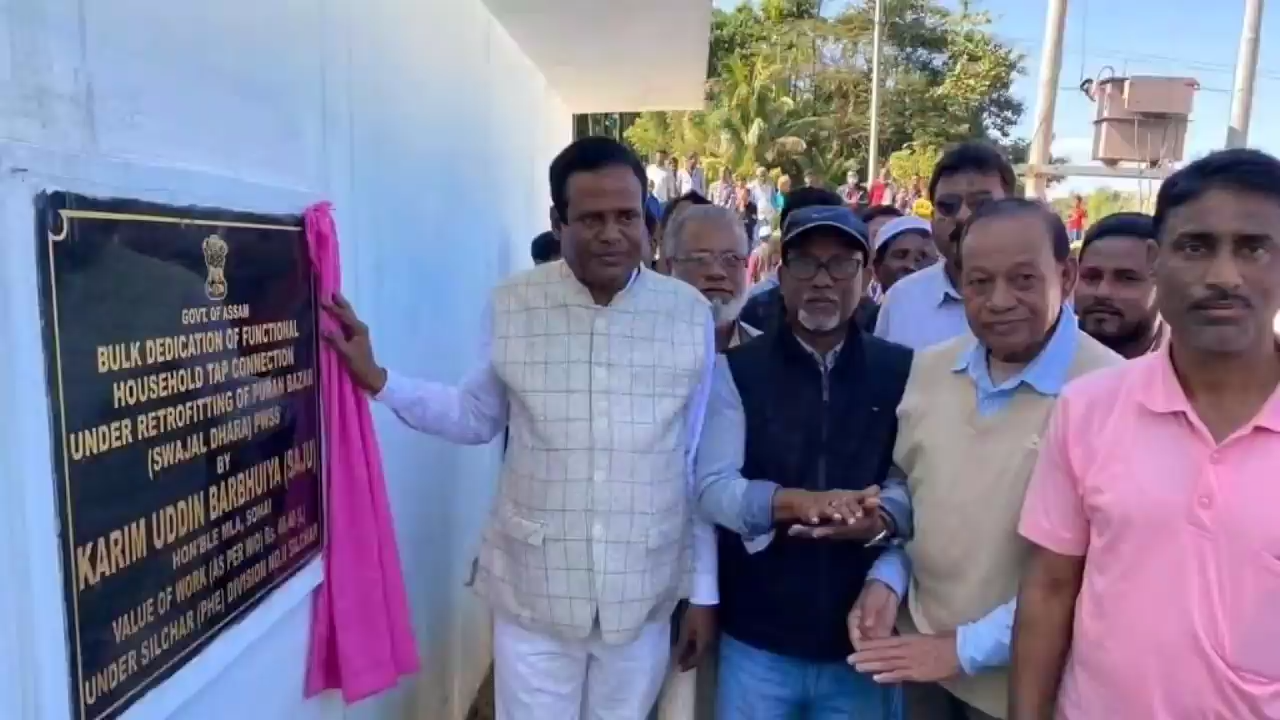 GOVT. OF ASSAM
BULK DEDICATION OF FUNCTIONAL
HOUSEHOLD TAP CONNECTION
UNDER RETROFITTING OF PURAN BAZAR
(SWAJAL DHARA) PWSS
BY
KARIM UDDIN BARBHUIYA (SAJU)
HON'BLE MLA, SONAI
VALUE OF WORK (AS PER WO) Rs. (L)
UNDER SILCHAR (PHE) DIVISION NO.II SILCHAR